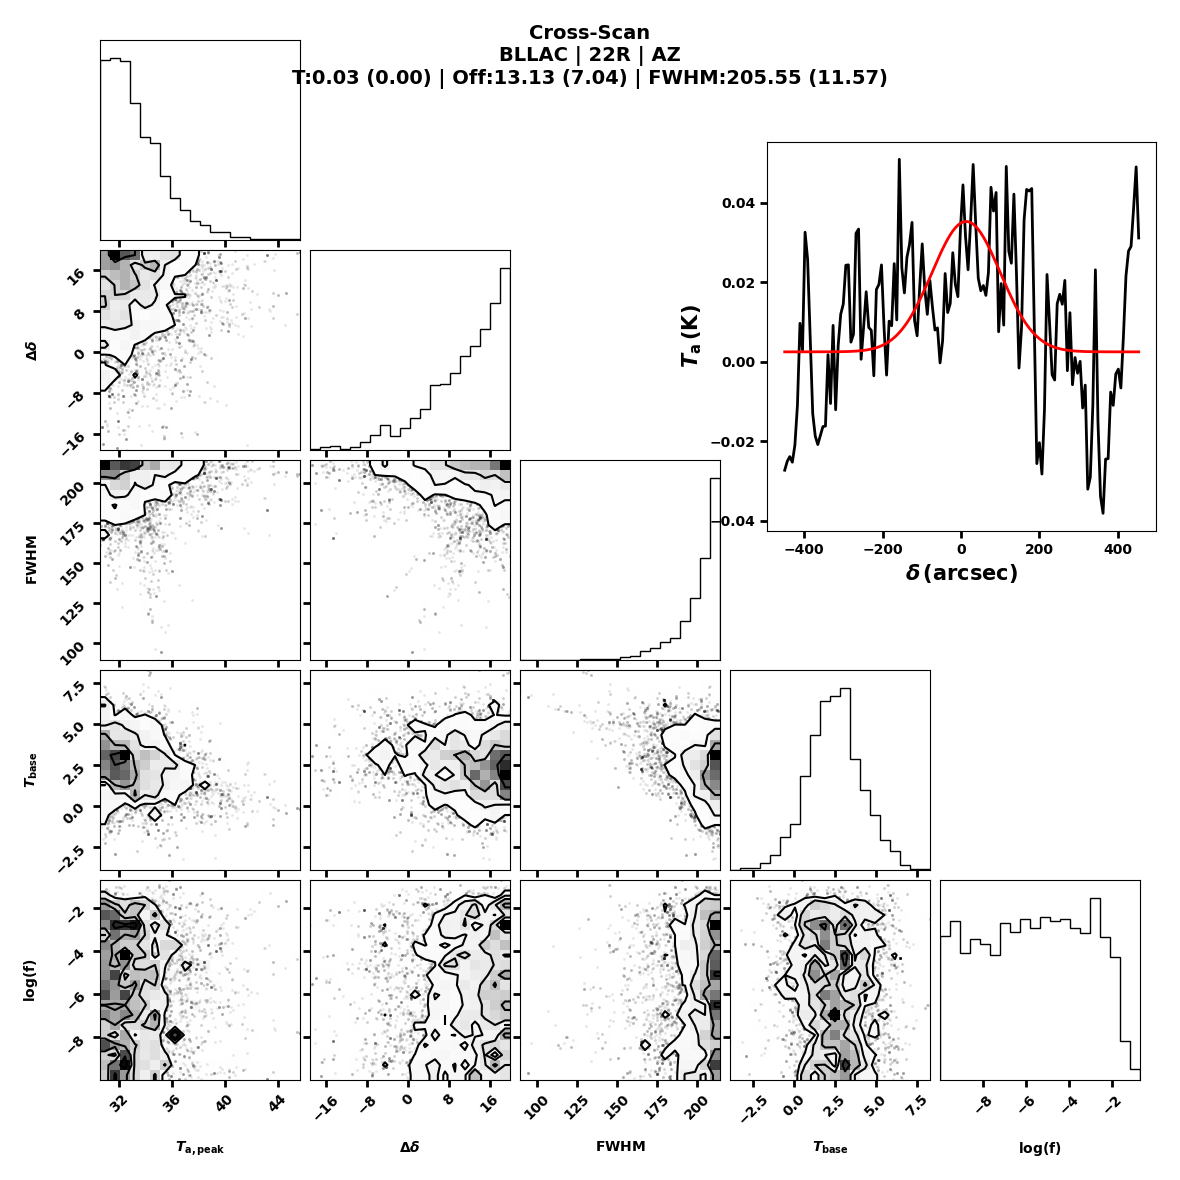 Cross-Scan
BLLAC | 22R | AZ
T:0.03 (0.00) | Off:13.13 (7.04) | FWHM:205.55 (11.57)
0.04
0.02
0.00
−0.02
−0.04
T_a (K)
−400 −200 0 200 400
δ (arcsec)
16
8
0
−8
−16
Δδ
200
175
150
125
100
FWHM
7.5
5.0
2.5
0.0
−2.5
T_base
−2
−4
−6
−8
log(f)
32 36 40 44
−16 −8 0 8 16
100 125 150 175 200
−2.5 0.0 2.5 5.0 7.5
−8 −6 −4 −2
T_a,peak
Δδ
FWHM
T_base
log(f)